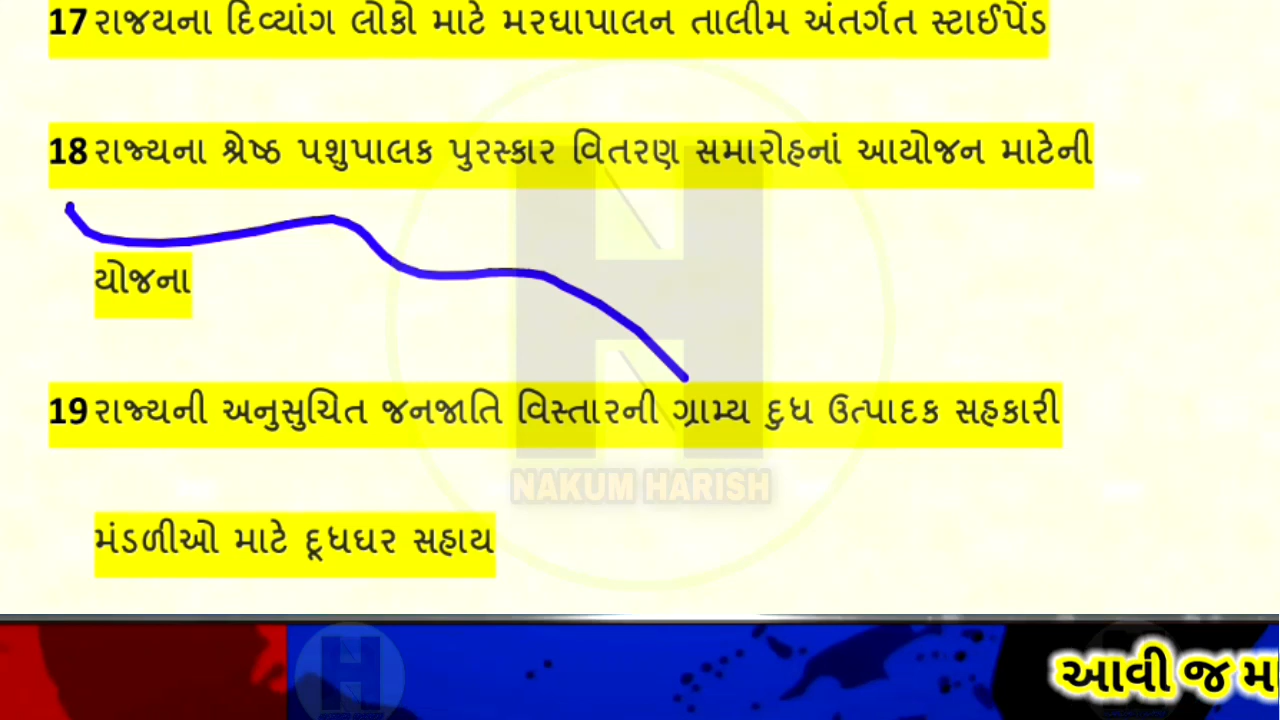 17 રાજયના દિવ્યાંગ લોકો માટે મરઘાપાલન તાલીમ અંતર્ગત સ્ટાઈપેંડ
18 રાજ્યના શ્રેષ્ઠ પશુપાલક પુરસ્કાર વિતરણ સમારોહનાં આયોજન માટેની
યોજના
19 રાજ્યની અનુસુચિત જનજાતિ વિસ્તારની ગ્રામ્ય દુધ ઉત્પાદક સહકારી
NAKUM HARISH
મંડળીઓ માટે દૂધઘર સહાય
આવી જ